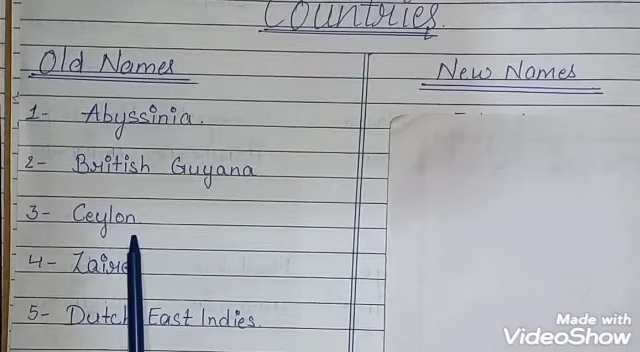 Countries
Old Names
New Names
1- Abyssinia.
2- British Guyana
3- Ceylon.
4- Zaire
5- Dutch East Indies.
Made with
VideoShow